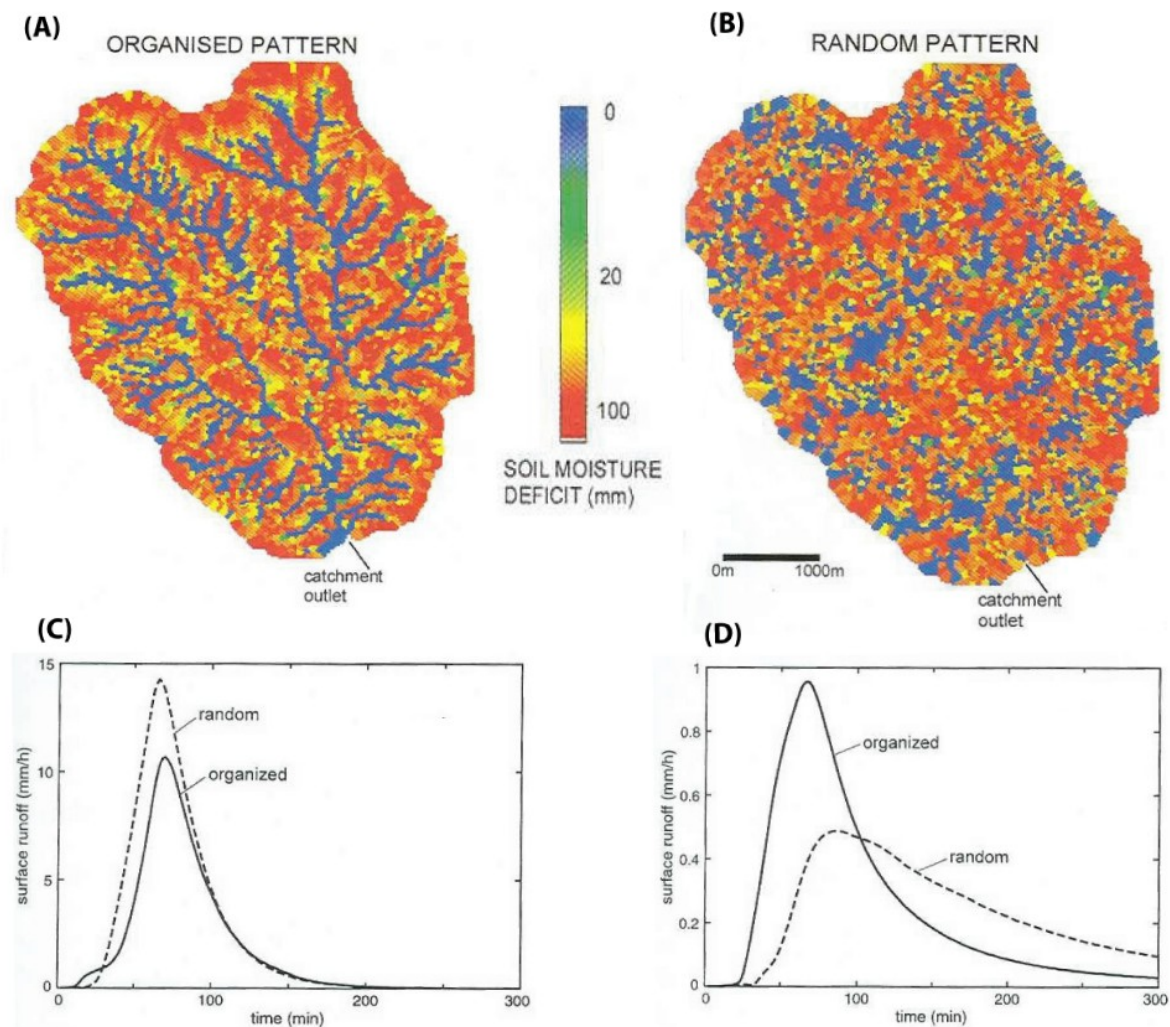 (A)
ORGANISED PATTERN
(B)
RANDOM PATTERN
0
20
100
SOIL MOISTURE
DEFICIT (mm)
catchment
outlet
0m
1000m
catchment
outlet
(C)
15
10
5
0
surface runoff (mm/h)
random
organized
0
100
200
300
time (min)
(D)
1
0.8
0.6
0.4
0.2
0
surface runoff (mm/h)
organized
random
0
100
200
300
time (min)